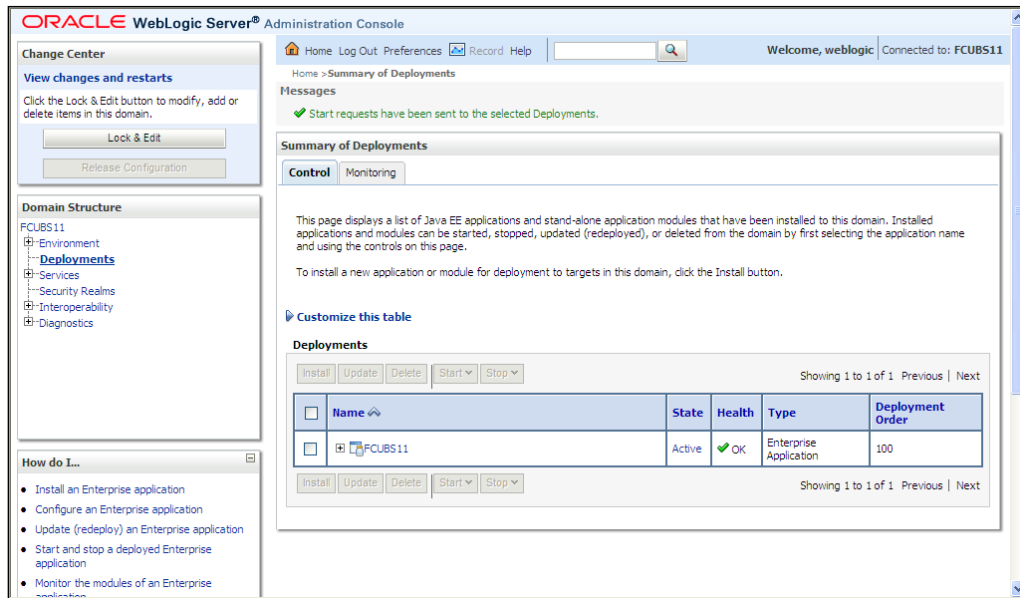 ORACLE WebLogic Server® Administration Console
Change Center
View changes and restarts
Click the Lock & Edit button to modify, add or
delete items in this domain.
Lock & Edit
Release Configuration
Domain Structure
FCUBS11
Environment
Deployments
Services
Security Realms
Interoperability
Diagnostics
How do I...
Install an Enterprise application
Configure an Enterprise application
Update (redeploy) an Enterprise application
Start and stop a deployed Enterprise
application
Monitor the modules of an Enterprise
application
Home Log Out Preferences Record Help
Welcome, weblogic Connected to: FCUBS11
Home >Summary of Deployments
Messages
Start requests have been sent to the selected Deployments.
Summary of Deployments
Control Monitoring
This page displays a list of Java EE applications and stand-alone application modules that have been installed to this domain. Installed
applications and modules can be started, stopped, updated (redeployed), or deleted from the domain by first selecting the application name
and using the controls on this page.
To install a new application or module for deployment to targets in this domain, click the Install button.
Customize this table
Deployments
Install Update Delete Start Stop Showing 1 to 1 of 1 Previous | Next
Name State Health Type Deployment
Order
FCUBS11 Active OK Enterprise
Application 100
Install Update Delete Start Stop Showing 1 to 1 of 1 Previous | Next